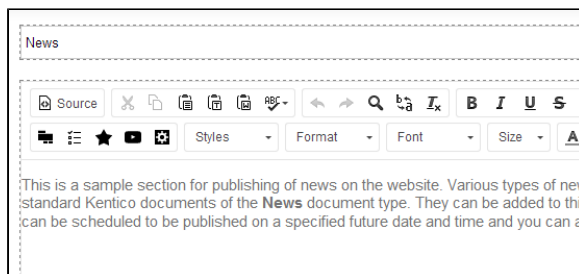 News
Source ABC B I U S
Styles Format Font Size A
This is a sample section for publishing of news on the website. Various types of
standard Kentico documents of the News document type. They can be added to
can be scheduled to be published on a specified future date and time and you can